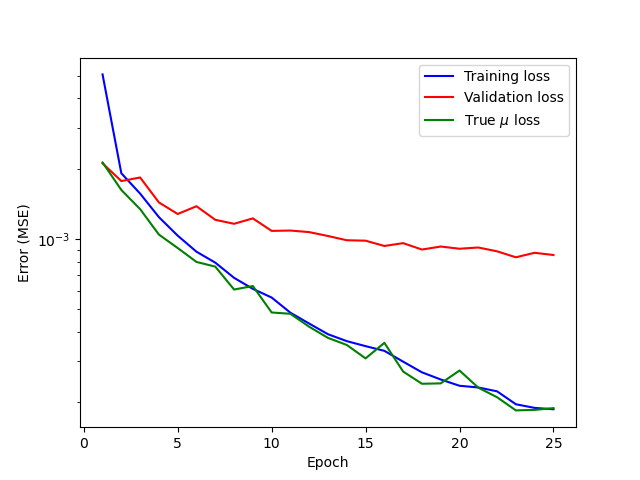 Training loss
Validation loss
True μ loss
Error (MSE)
10⁻³
0 5 10 15 20 25
Epoch